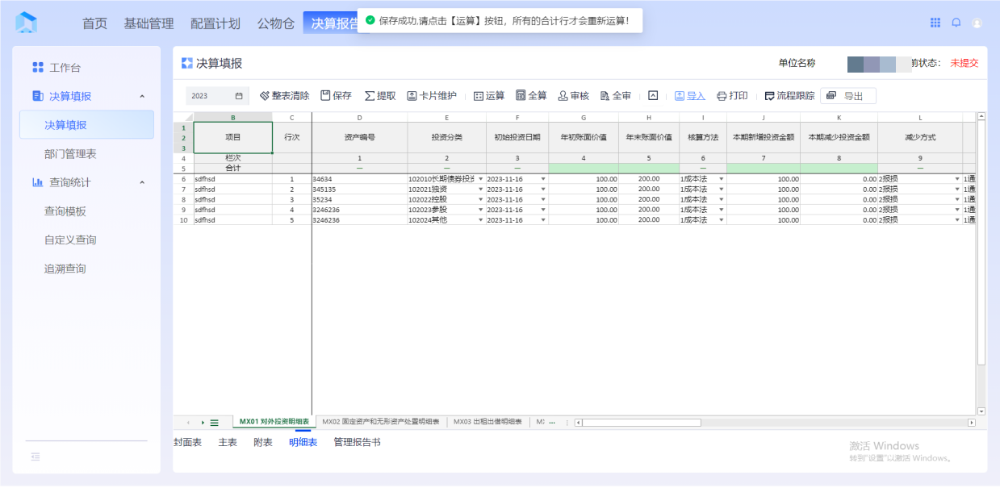 首页 基础管理 配置计划 公物仓 决算报告
保存成功,请点击【运算】按钮，所有的合计行才会重新运算！
工作台
决算填报
决算填报
部门管理表
查询统计
查询模板
自定义查询
追溯查询
决算填报 单位名称 前状态： 未提交
2023 整表清除 保存 提取 卡片维护 运算 全算 审核 全审 导入 打印 流程跟踪 导出
B C D E F G H I J K L
1
2
3
项目 行次 资产编号 投资分类 初始投资日期 年初账面价值 年末账面价值 核算方法 本期新增投资金额 本期减少投资金额 减少方式
4 栏次 1 2 3 4 5 6 7 8 9
5 合计 — — — — —
6 sdfhsd 1 34634 102010长期债券投资 2023-11-16 100.00 200.00 1成本法 100.00 0.00 2报损 1通
7 sdfhsd 2 345135 102021独资 2023-11-16 100.00 200.00 1成本法 100.00 0.00 2报损 1通
8 sdfhsd 3 35234 102022控股 2023-11-16 100.00 200.00 1成本法 100.00 0.00 2报损 1通
9 sdfhsd 4 3246236 102023参股 2023-11-16 100.00 200.00 1成本法 100.00 0.00 2报损 1通
10 sdfhsd 5 3246236 102024其他 2023-11-16 100.00 200.00 1成本法 100.00 0.00 2报损 1通
MX01 对外投资明细表 MX02 固定资产和无形资产处置明细表 MX03 出租出借明细表 MX ...
封面表 主表 附表 明细表 管理报告书
激活 Windows
转到"设置"以激活 Windows。